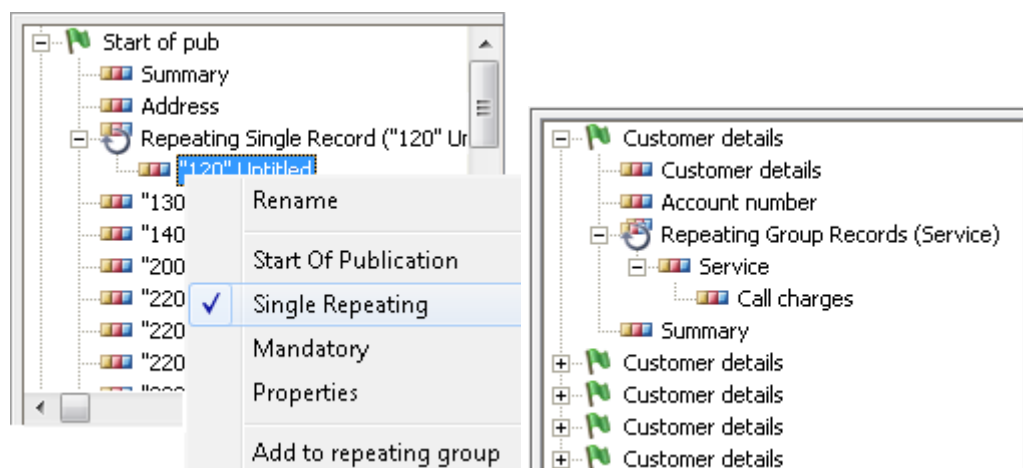 Start of pub
Summary
Address
Repeating Single Record ("120" Un
"120" Untitled
"130
"140
"200
"220
"220
"220
Rename
Start Of Publication
Single Repeating
Mandatory
Properties
Add to repeating group
Customer details
Customer details
Account number
Repeating Group Records (Service)
Service
Call charges
Summary
Customer details
Customer details
Customer details
Customer details